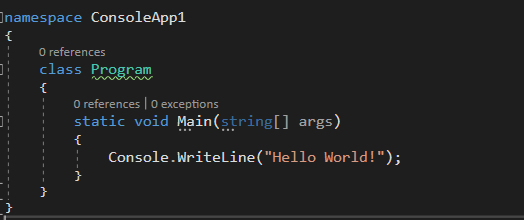 namespace ConsoleApp1
{
0 references
class Program
{
0 references | 0 exceptions
static void Main(string[] args)
{
Console.WriteLine("Hello World!");
}
}
}